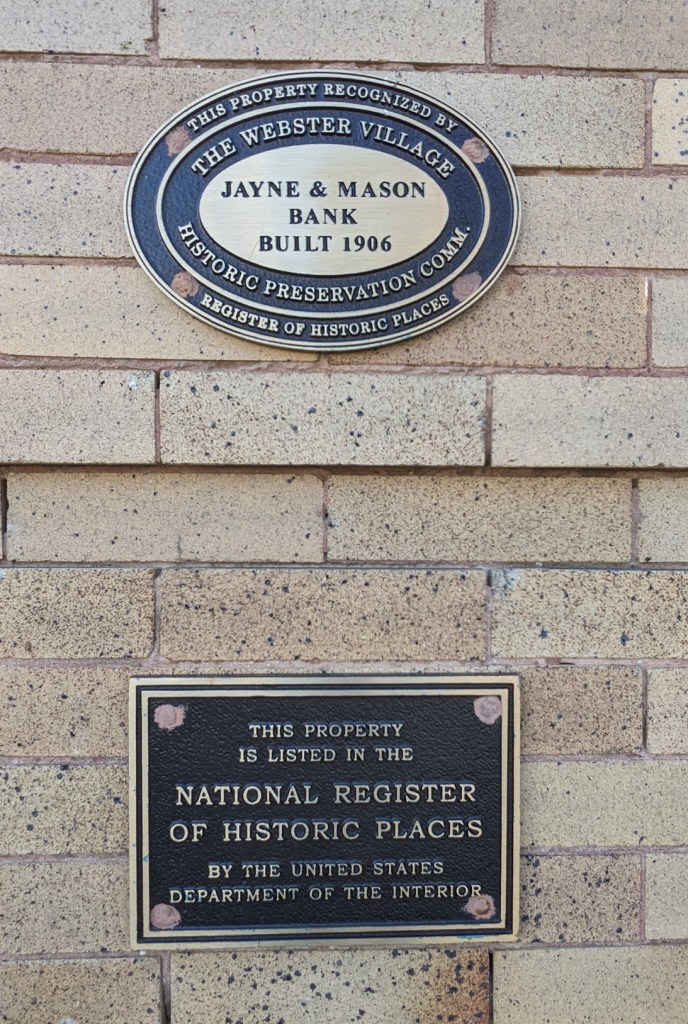 THIS PROPERTY RECOGNIZED BY
THE WEBSTER VILLAGE
JAYNE & MASON
BANK
BUILT 1906
HISTORIC PRESERVATION COMM.
REGISTER OF HISTORIC PLACES
THIS PROPERTY
IS LISTED IN THE
NATIONAL REGISTER
OF HISTORIC PLACES
BY THE UNITED STATES
DEPARTMENT OF THE INTERIOR